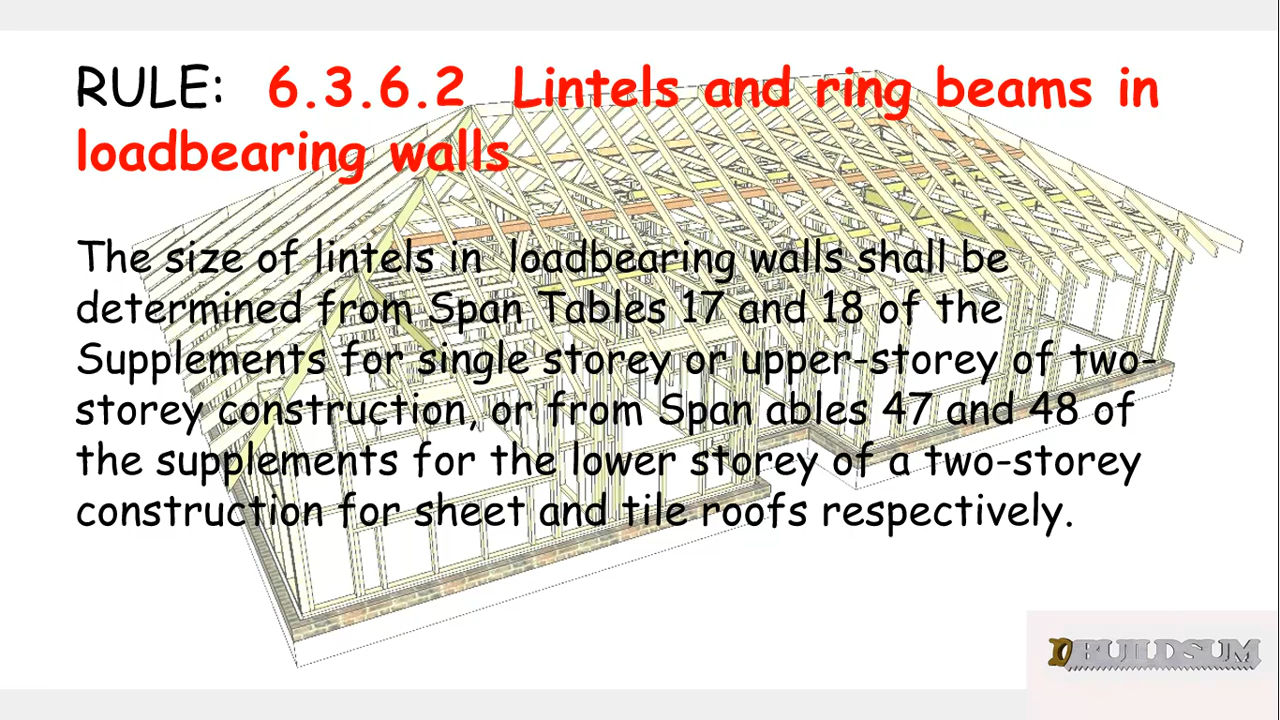 RULE: 6.3.6.2 Lintels and ring beams in
loadbearing walls
The size of lintels in loadbearing walls shall be
determined from Span Tables 17 and 18 of the
Supplements for single storey or upper-storey of two-
storey construction, or from Span ables 47 and 48 of
the supplements for the lower storey of a two-storey
construction for sheet and tile roofs respectively.
BUILDSUM